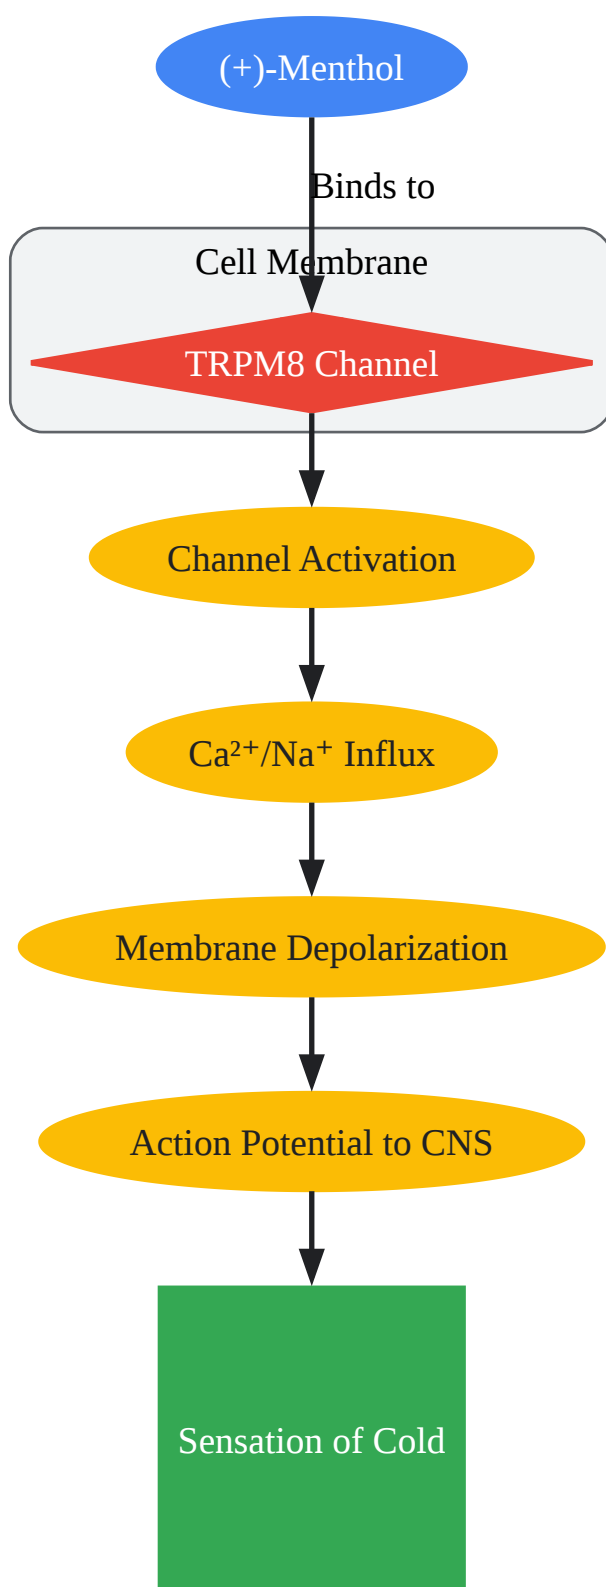 (+)-Menthol
Binds to
Cell Membrane
TRPM8 Channel
Channel Activation
Ca²⁺/Na⁺ Influx
Membrane Depolarization
Action Potential to CNS
Sensation of Cold